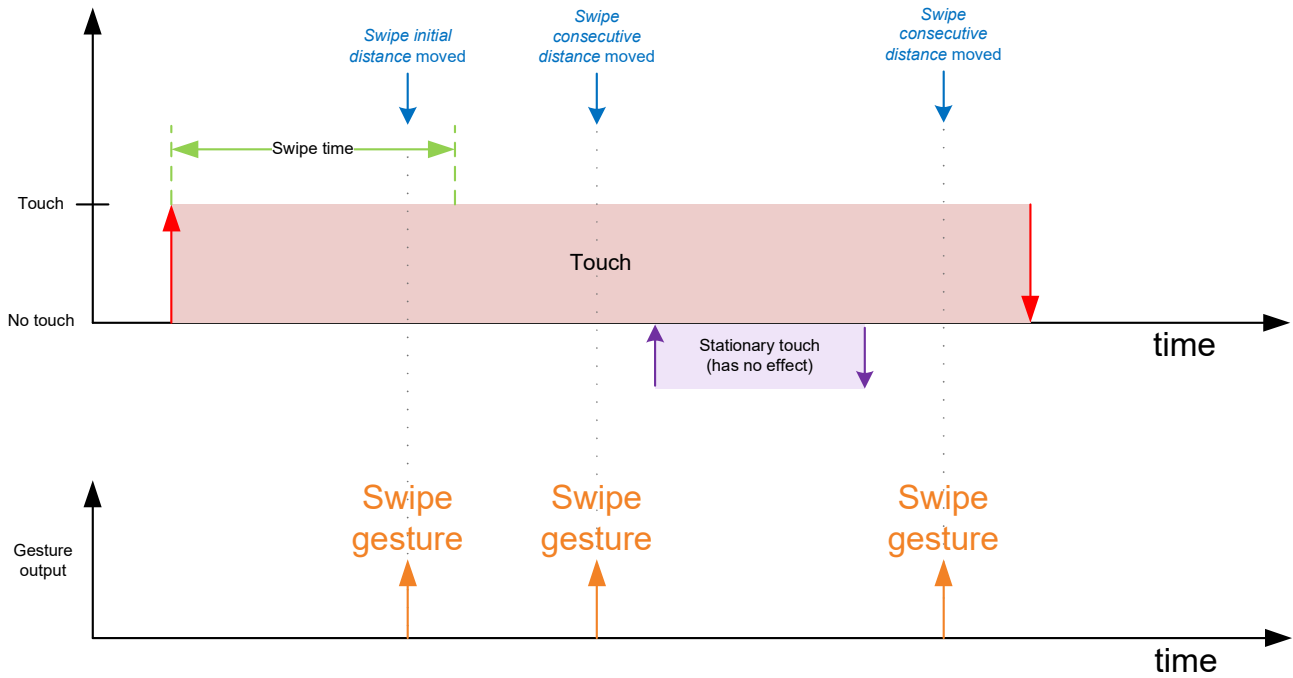 Swipe initial
distance moved
Swipe
consecutive
distance moved
Swipe
consecutive
distance moved
Swipe time
Touch
Touch
No touch
time
Stationary touch
(has no effect)
Swipe
gesture
Swipe
gesture
Swipe
gesture
Gesture
output
time